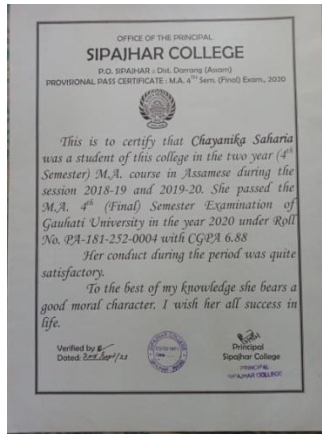 OFFICE OF THE PRINCIPAL
SIPAJHAR COLLEGE
P.O. SIPAJHAR :: Dist. Darrang (Assam)
PROVISIONAL PASS CERTIFICATE : M.A. 4TH Sem. (Final) Exam., 2020
This is to certify that Chayanika Saharia
was a student of this college in the two year (4th
Semester) M.A. course in Assamese during the
session 2018-19 and 2019-20. She passed the
M.A. 4th (Final) Semester Examination of
Gauhati University in the year 2020 under Roll
No. PA-181-252-0004 with CGPA 6.88
Her conduct during the period was quite
satisfactory.
To the best of my knowledge she bears a
good moral character. I wish her all success in
life.
Verified by
Dated:
Principal
Sipajhar College
PRINCIPAL
SIPAJHAR COLLEGE